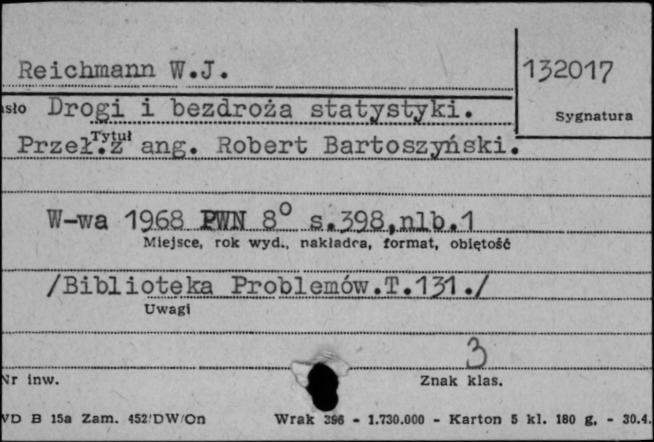 Reichmann W.J.
132017
sło Drogi i bezdroża statystyki.
Sygnatura
Tytuł
Przeł.z ang. Robert Bartoszyński.
W-wa 1968 PWN 8° s.398,nlb.1
Miejsce, rok wyd., nakładca, format, objętość
/Biblioteka Problemów.T.131./
Uwagi
3
Nr inw.
Znak klas.
VD B 15a Zam. 452/DW/On Wrak 396 - 1.730.000 - Karton 5 kl. 180 g, - 30.4.